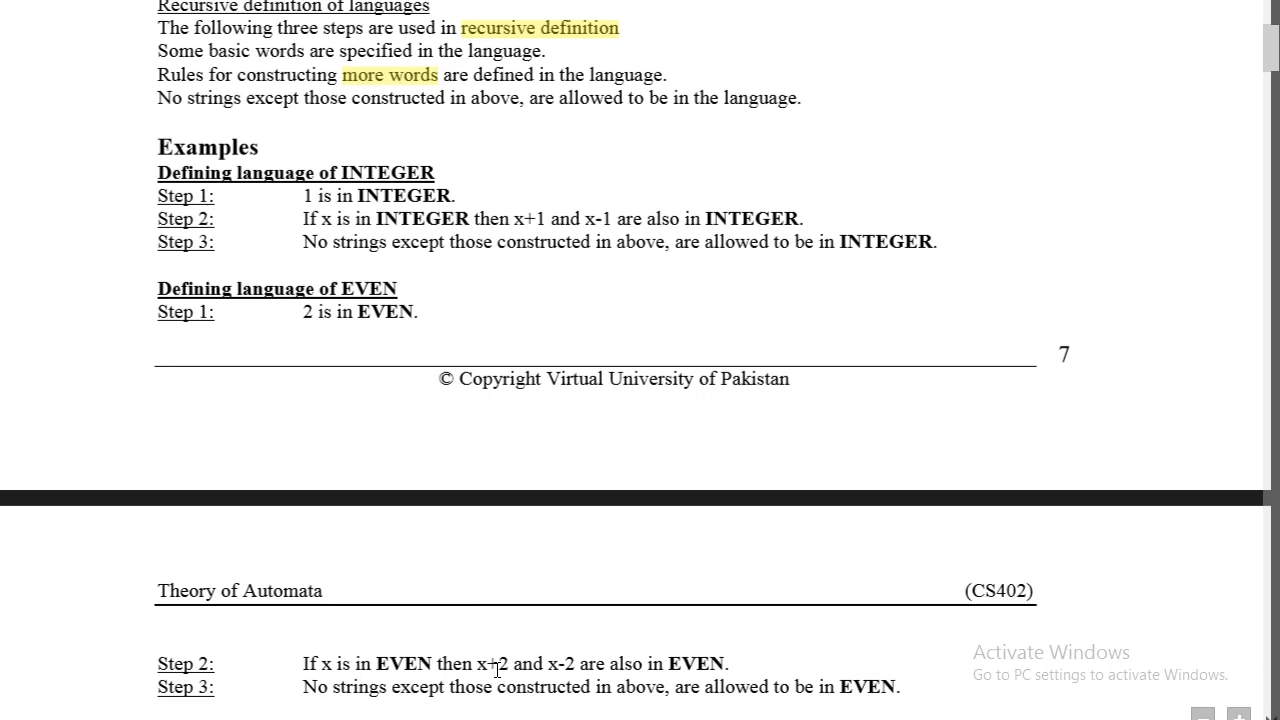 Recursive definition of languages
The following three steps are used in recursive definition
Some basic words are specified in the language.
Rules for constructing more words are defined in the language.
No strings except those constructed in above, are allowed to be in the language.
Examples
Defining language of INTEGER
Step 1: 1 is in INTEGER.
Step 2: If x is in INTEGER then x+1 and x-1 are also in INTEGER.
Step 3: No strings except those constructed in above, are allowed to be in INTEGER.
Defining language of EVEN
Step 1: 2 is in EVEN.
7
© Copyright Virtual University of Pakistan
Theory of Automata (CS402)
Step 2: If x is in EVEN then x+2 and x-2 are also in EVEN.
Step 3: No strings except those constructed in above, are allowed to be in EVEN.
Activate Windows
Go to PC settings to activate Windows.